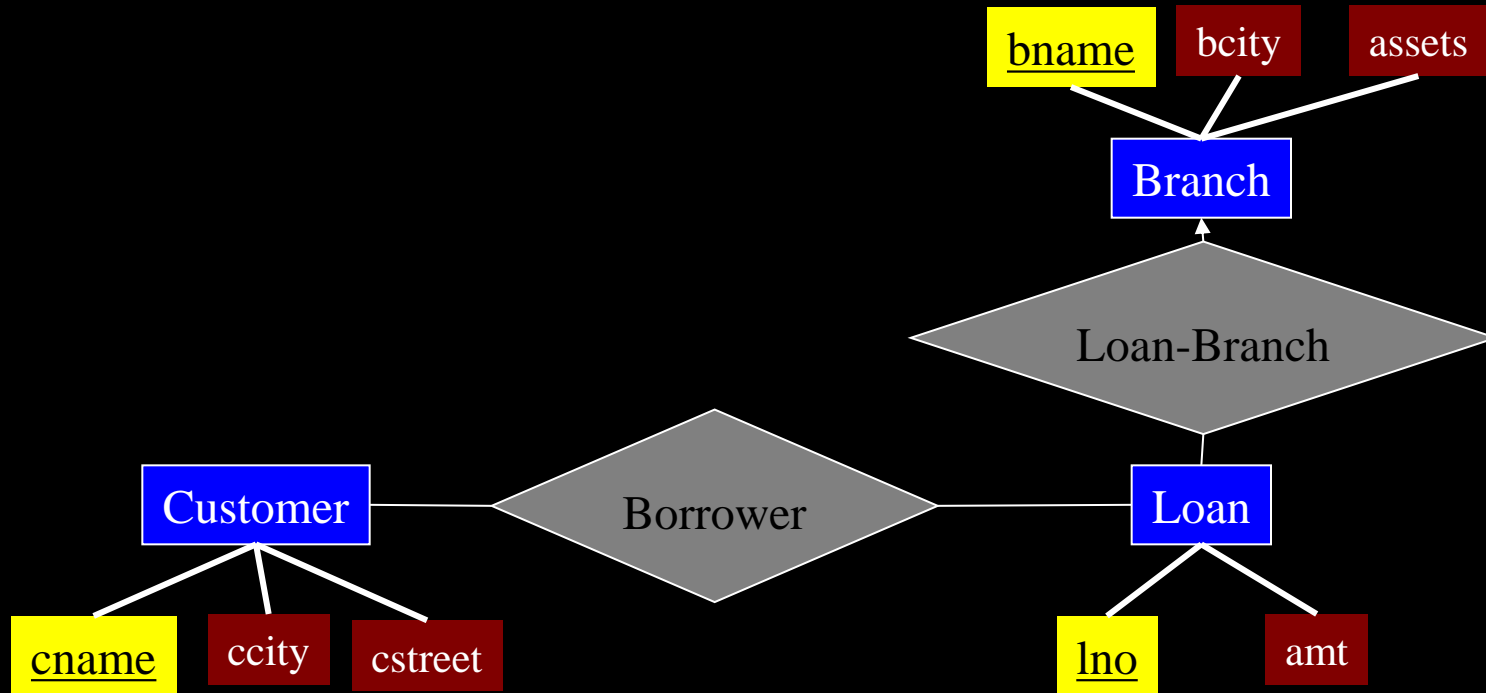 bname
bcity
assets
Branch
Loan-Branch
Customer
Borrower
Loan
cname
ccity
cstreet
lno
amt